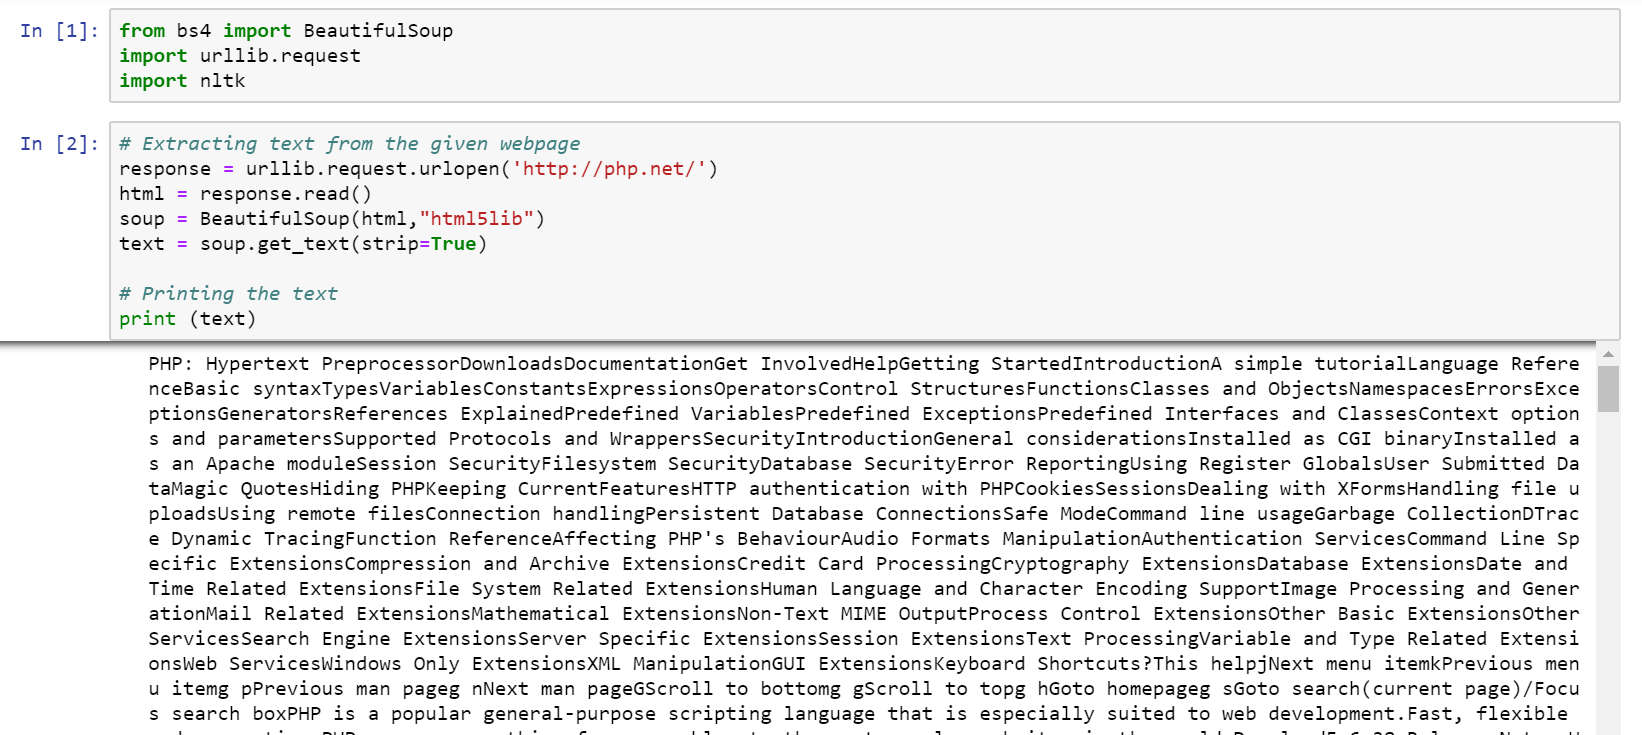 In [1]: from bs4 import BeautifulSoup
import urllib.request
import nltk
In [2]: # Extracting text from the given webpage
response = urllib.request.urlopen('http://php.net/')
html = response.read()
soup = BeautifulSoup(html,"html5lib")
text = soup.get_text(strip=True)
# Printing the text
print (text)
PHP: Hypertext PreprocessorDownloadsDocumentationGet InvolvedHelpGetting StartedIntroductionA simple tutorialLanguage Refere
nceBasic syntaxTypesVariablesConstantsExpressionsOperatorsControl StructuresFunctionsClasses and ObjectsNamespacesErrorsExce
ptionsGeneratorsReferences ExplainedPredefined VariablesPredefined ExceptionsPredefined Interfaces and ClassesContext option
s and parametersSupported Protocols and WrappersSecurityIntroductionGeneral considerationsInstalled as CGI binaryInstalled a
s an Apache moduleSession SecurityFilesystem SecurityDatabase SecurityError ReportingUsing Register GlobalsUser Submitted Da
taMagic QuotesHiding PHPKeeping CurrentFeaturesHTTP authentication with PHPCookiesSessionsDealing with XFormsHandling file u
ploadsUsing remote filesConnection handlingPersistent Database ConnectionsSafe ModeCommand line usageGarbage CollectionDTrac
e Dynamic TracingFunction ReferenceAffecting PHP's BehaviourAudio Formats ManipulationAuthentication ServicesCommand Line Sp
ecific ExtensionsCompression and Archive ExtensionsCredit Card ProcessingCryptography ExtensionsDatabase ExtensionsDate and
Time Related ExtensionsFile System Related ExtensionsHuman Language and Character Encoding SupportImage Processing and Gener
ationMail Related ExtensionsMathematical ExtensionsNon-Text MIME OutputProcess Control ExtensionsOther Basic ExtensionsOther
ServicesSearch Engine ExtensionsServer Specific ExtensionsSession ExtensionsText ProcessingVariable and Type Related Extensi
onsWeb ServicesWindows Only ExtensionsXML ManipulationGUI ExtensionsKeyboard Shortcuts?This helpjNext menu itemkPrevious men
u itemg pPrevious man pageg nNext man pageGScroll to bottomg gScroll to topg hGoto homepageg sGoto search(current page)/Focu
s search boxPHP is a popular general-purpose scripting language that is especially suited to web development.Fast, flexible